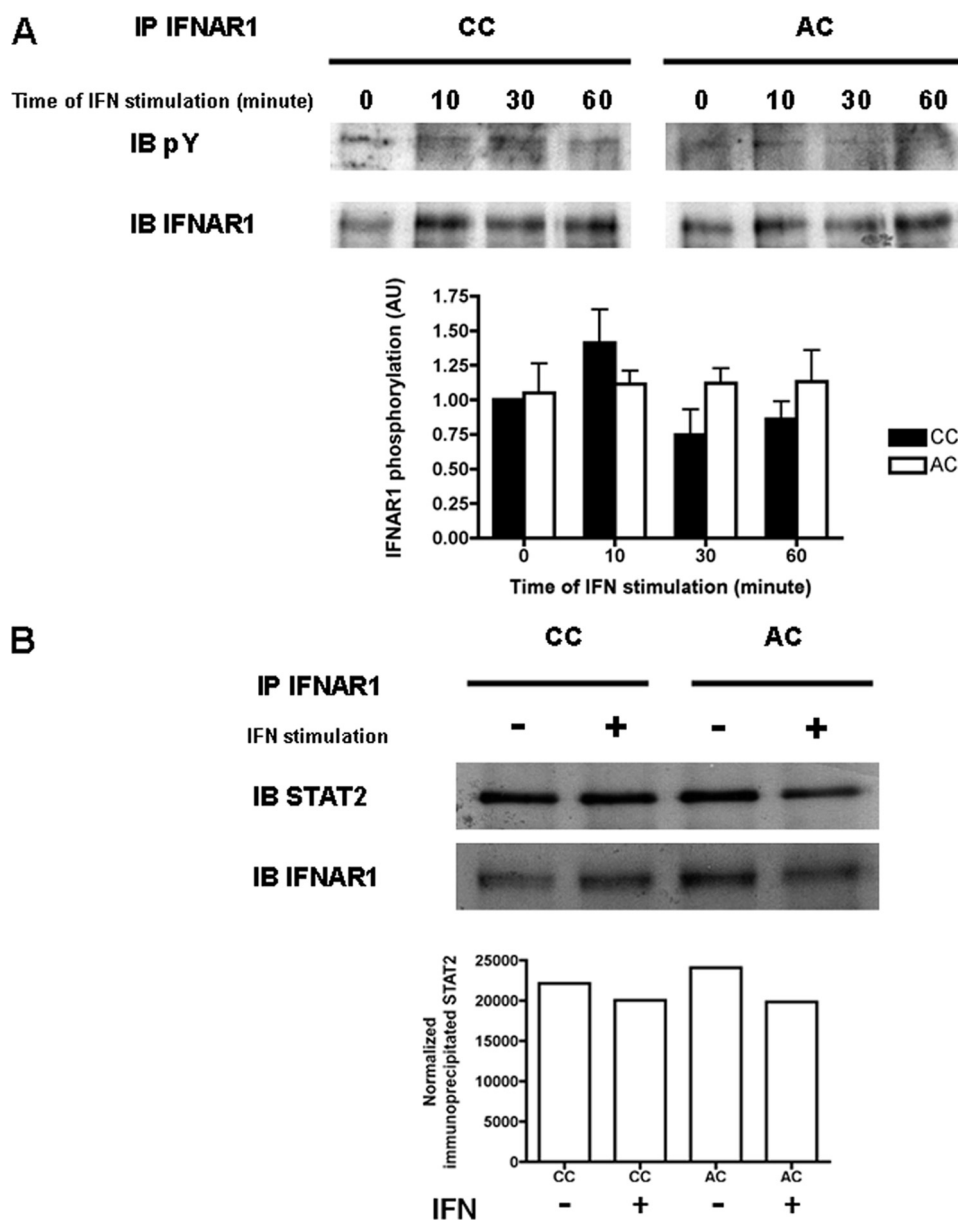 A
IP IFNAR1 CC AC
Time of IFN stimulation (minute) 0 10 30 60 0 10 30 60
IB pY
IB IFNAR1
IFNAR1 phosphorylation (AU)
1.75
1.50
1.25
1.00
0.75
0.50
0.25
0.00
0 10 30 60
Time of IFN stimulation (minute)
CC
AC
B
CC AC
IP IFNAR1
IFN stimulation - + - +
IB STAT2
IB IFNAR1
Normalized
immunoprecipitated STAT2
25000
20000
15000
10000
5000
0
CC CC AC AC
IFN - + - +